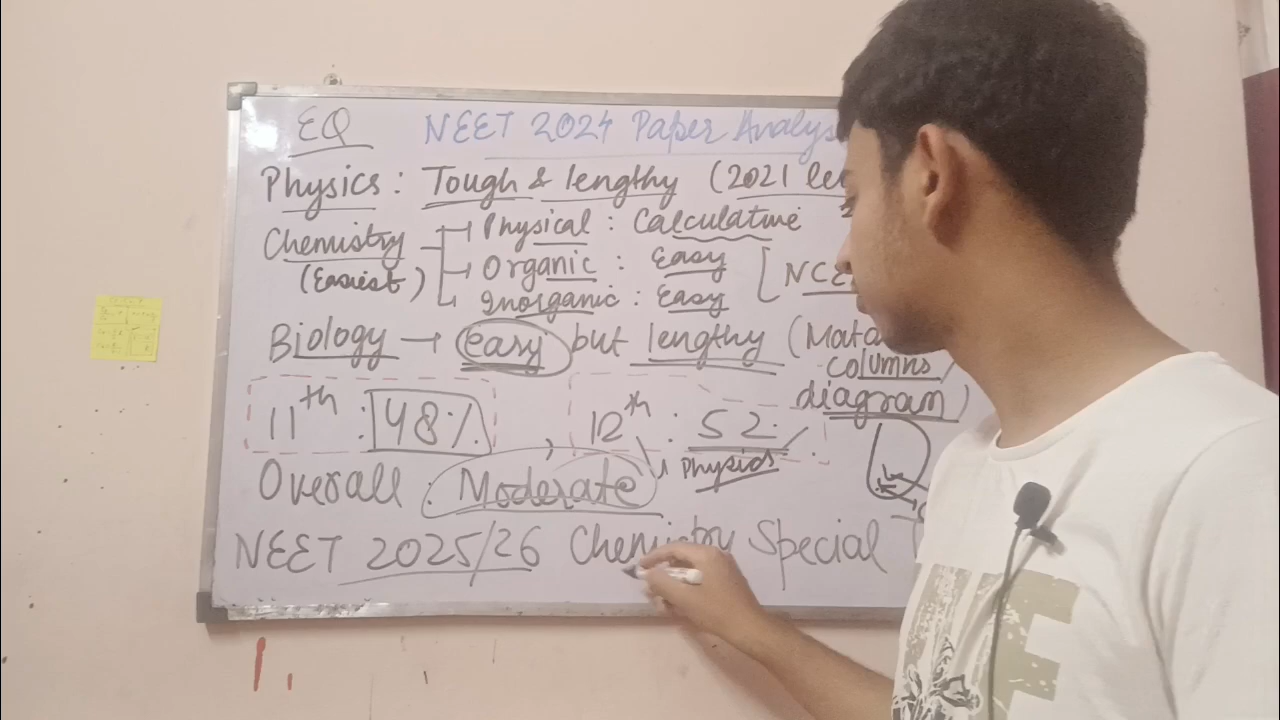 EQ NEET 2024 Paper Analys
Physics : Tough & lengthy (2021
Chemistry Physical : Calculative
(Easiest) Organic : Easy NCE
Inorganic : Easy
Biology → easy but lengthy (Mat
columns
diagram)
11th : 48% 12th : 52%
Physics
Overall : Moderate
NEET 2025/26 Chemistry Special